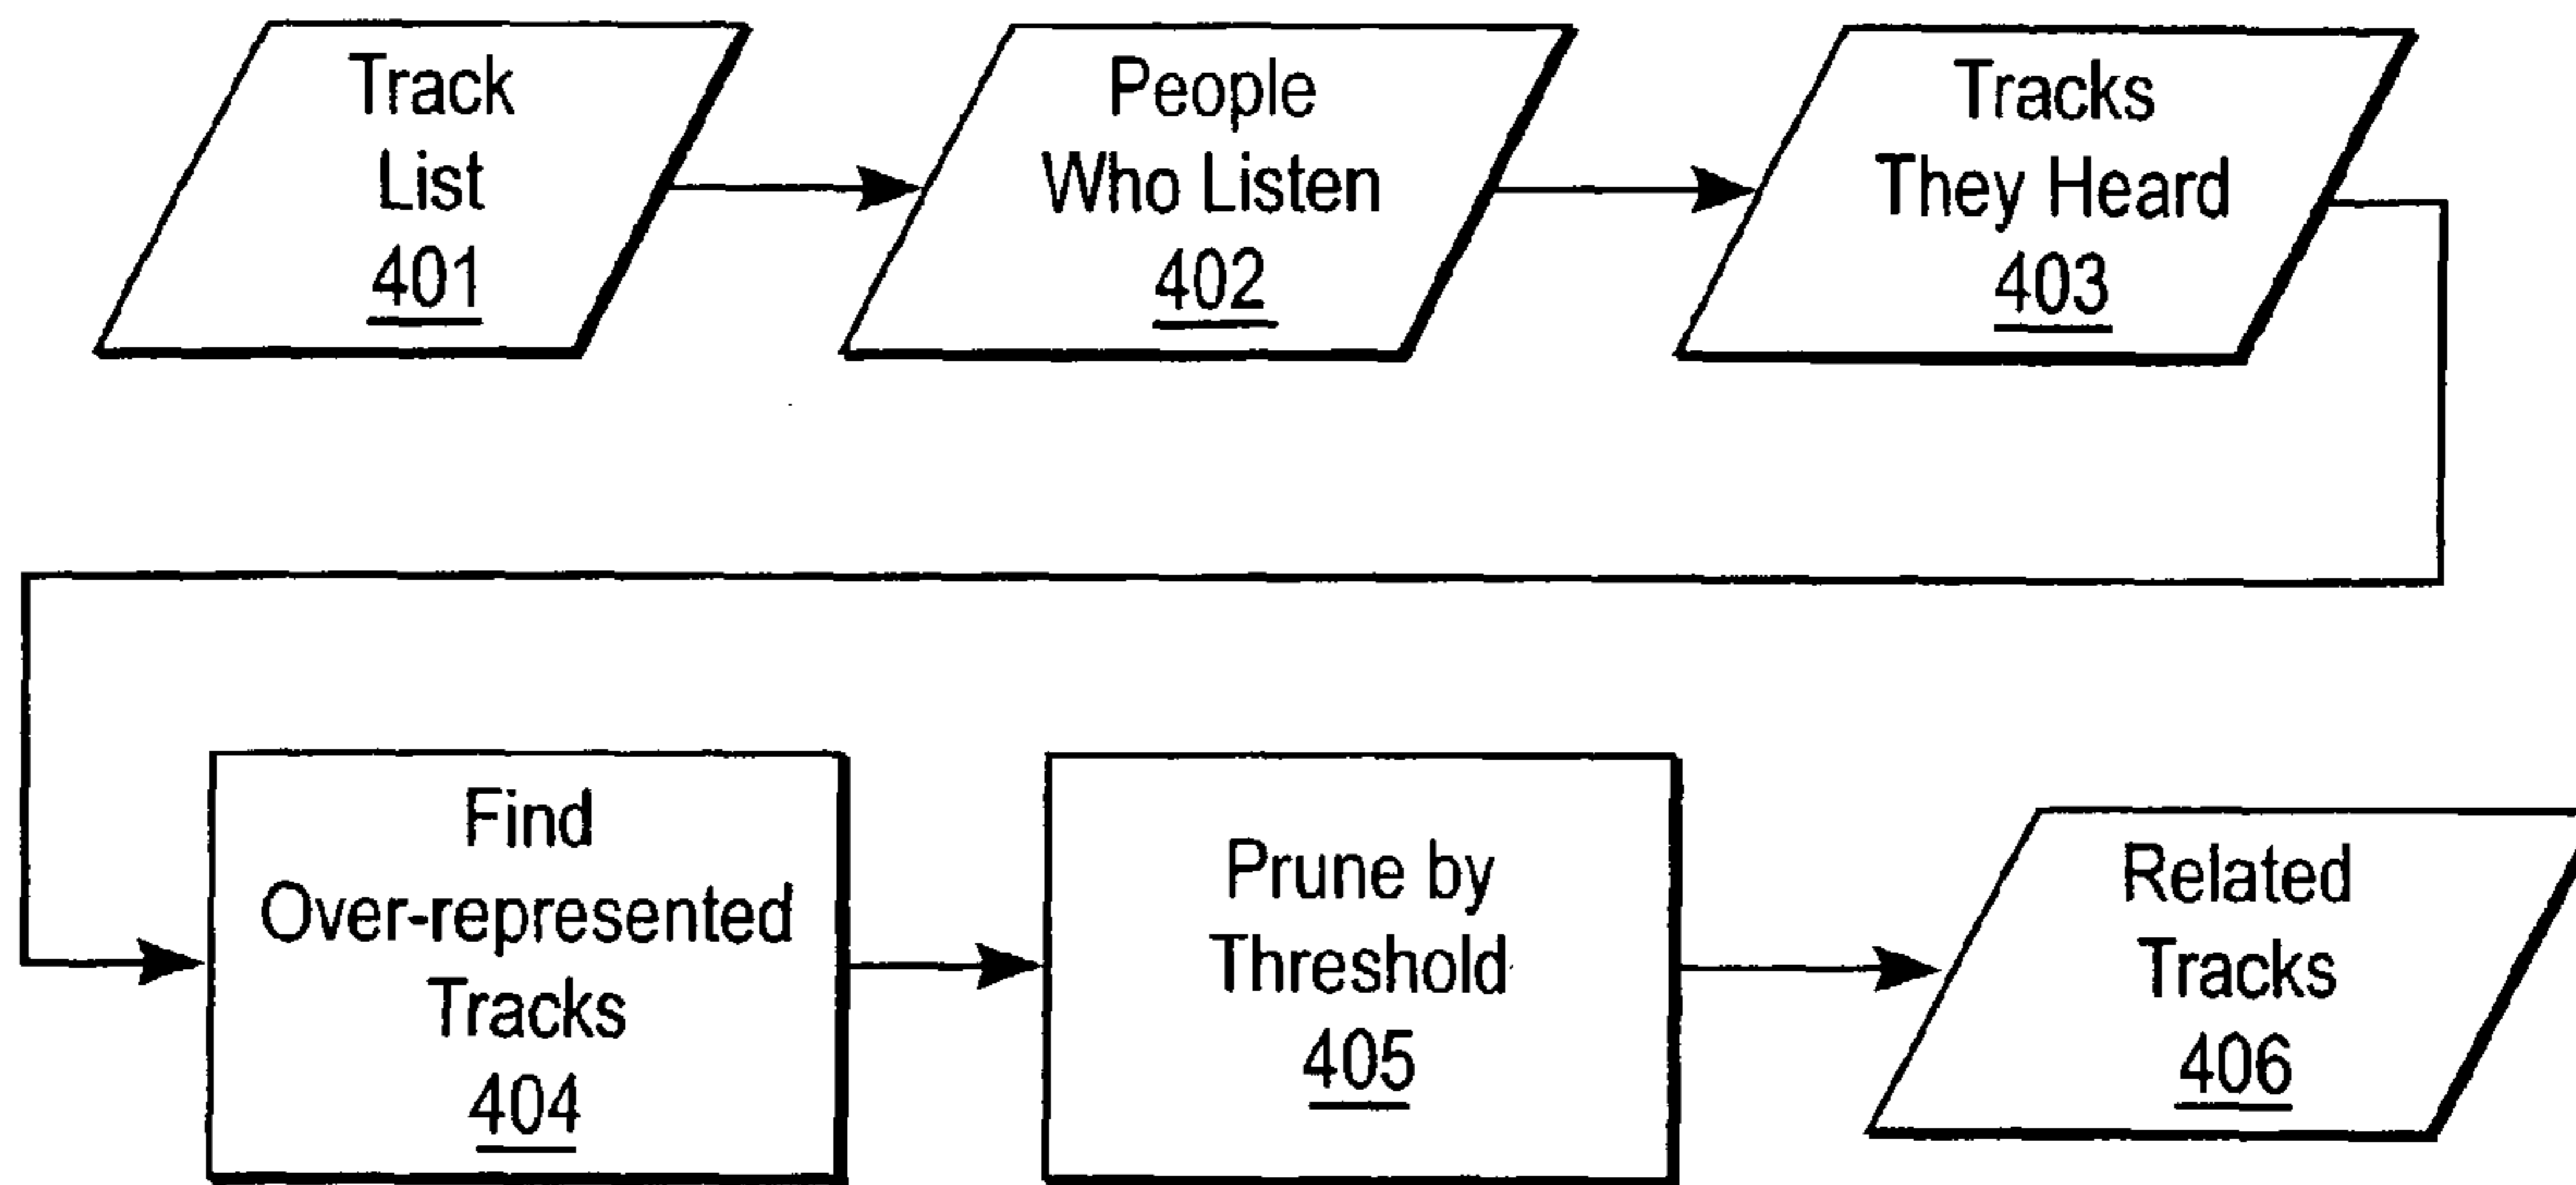 Track
List
401
People
Who Listen
402
Tracks
They Heard
403
Find
Over-represented
Tracks
404
Prune by
Threshold
405
Related
Tracks
406